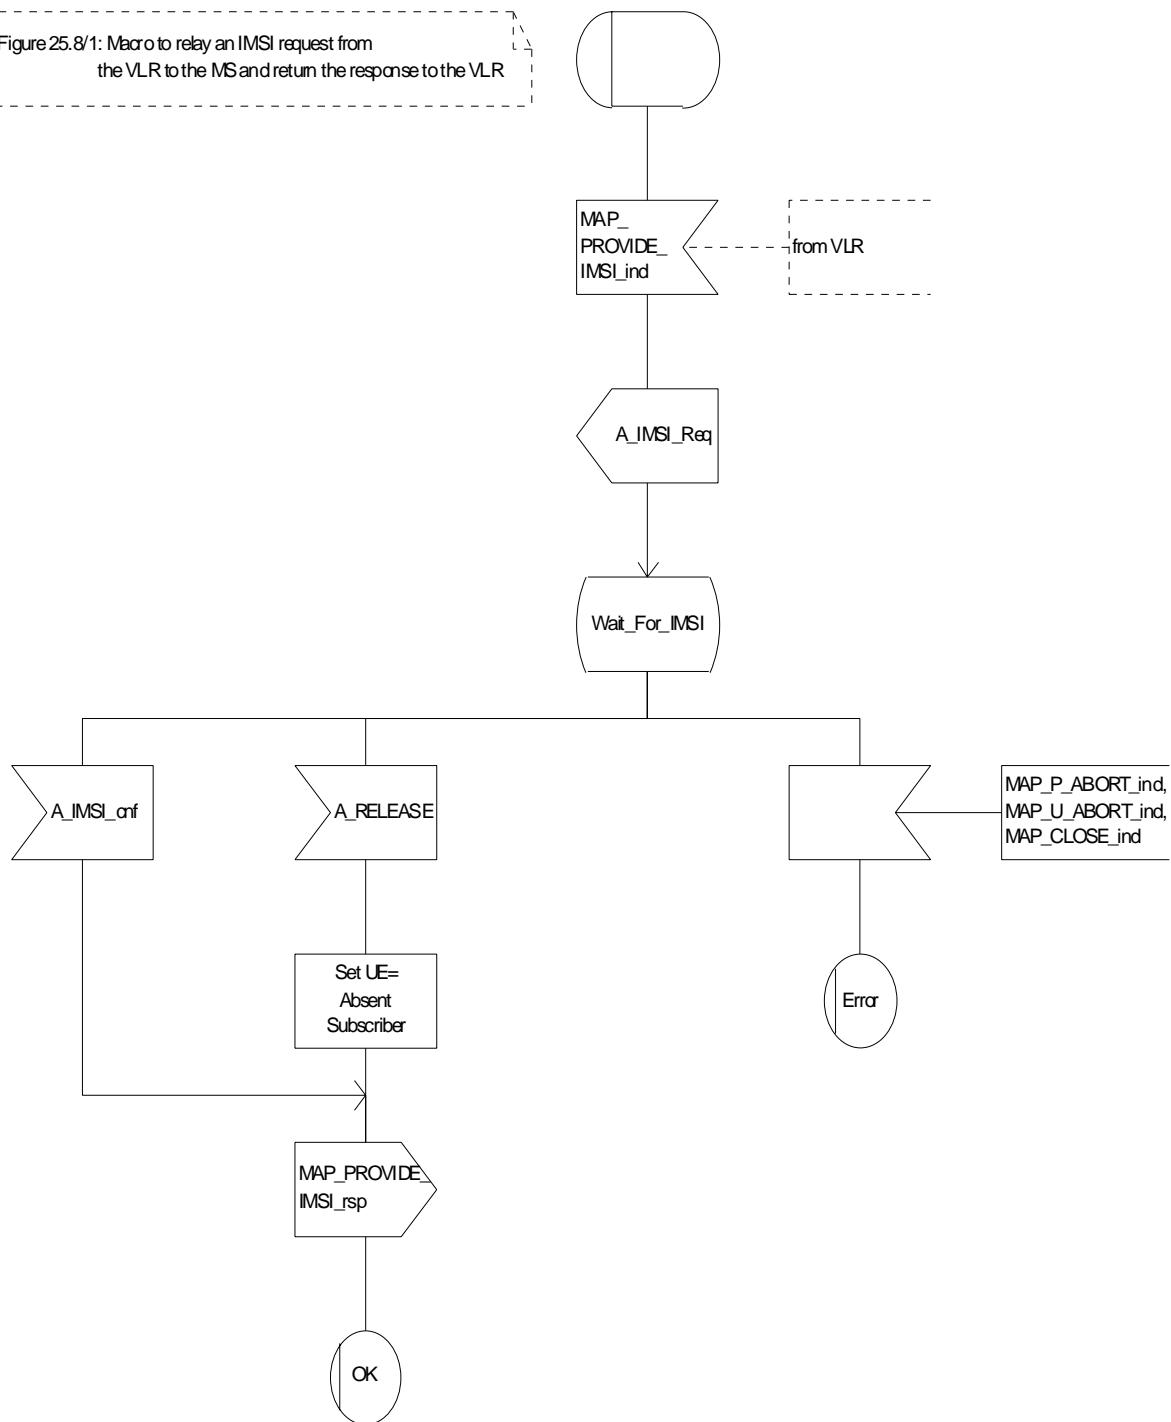 Figure 25.8/1: Macro to relay an IMSI request from
the VLR to the MS and return the response to the VLR
MAP_
PROVIDE_
IMSI_ind
from VLR
A_IMSI_Req
Wait_For_IMSI
A_IMSI_cnf
A_RELEASE
MAP_P_ABORT_ind,
MAP_U_ABORT_ind,
MAP_CLOSE_ind
Set UE=
Absent
Subscriber
Error
MAP_PROVIDE_
IMSI_rsp
OK